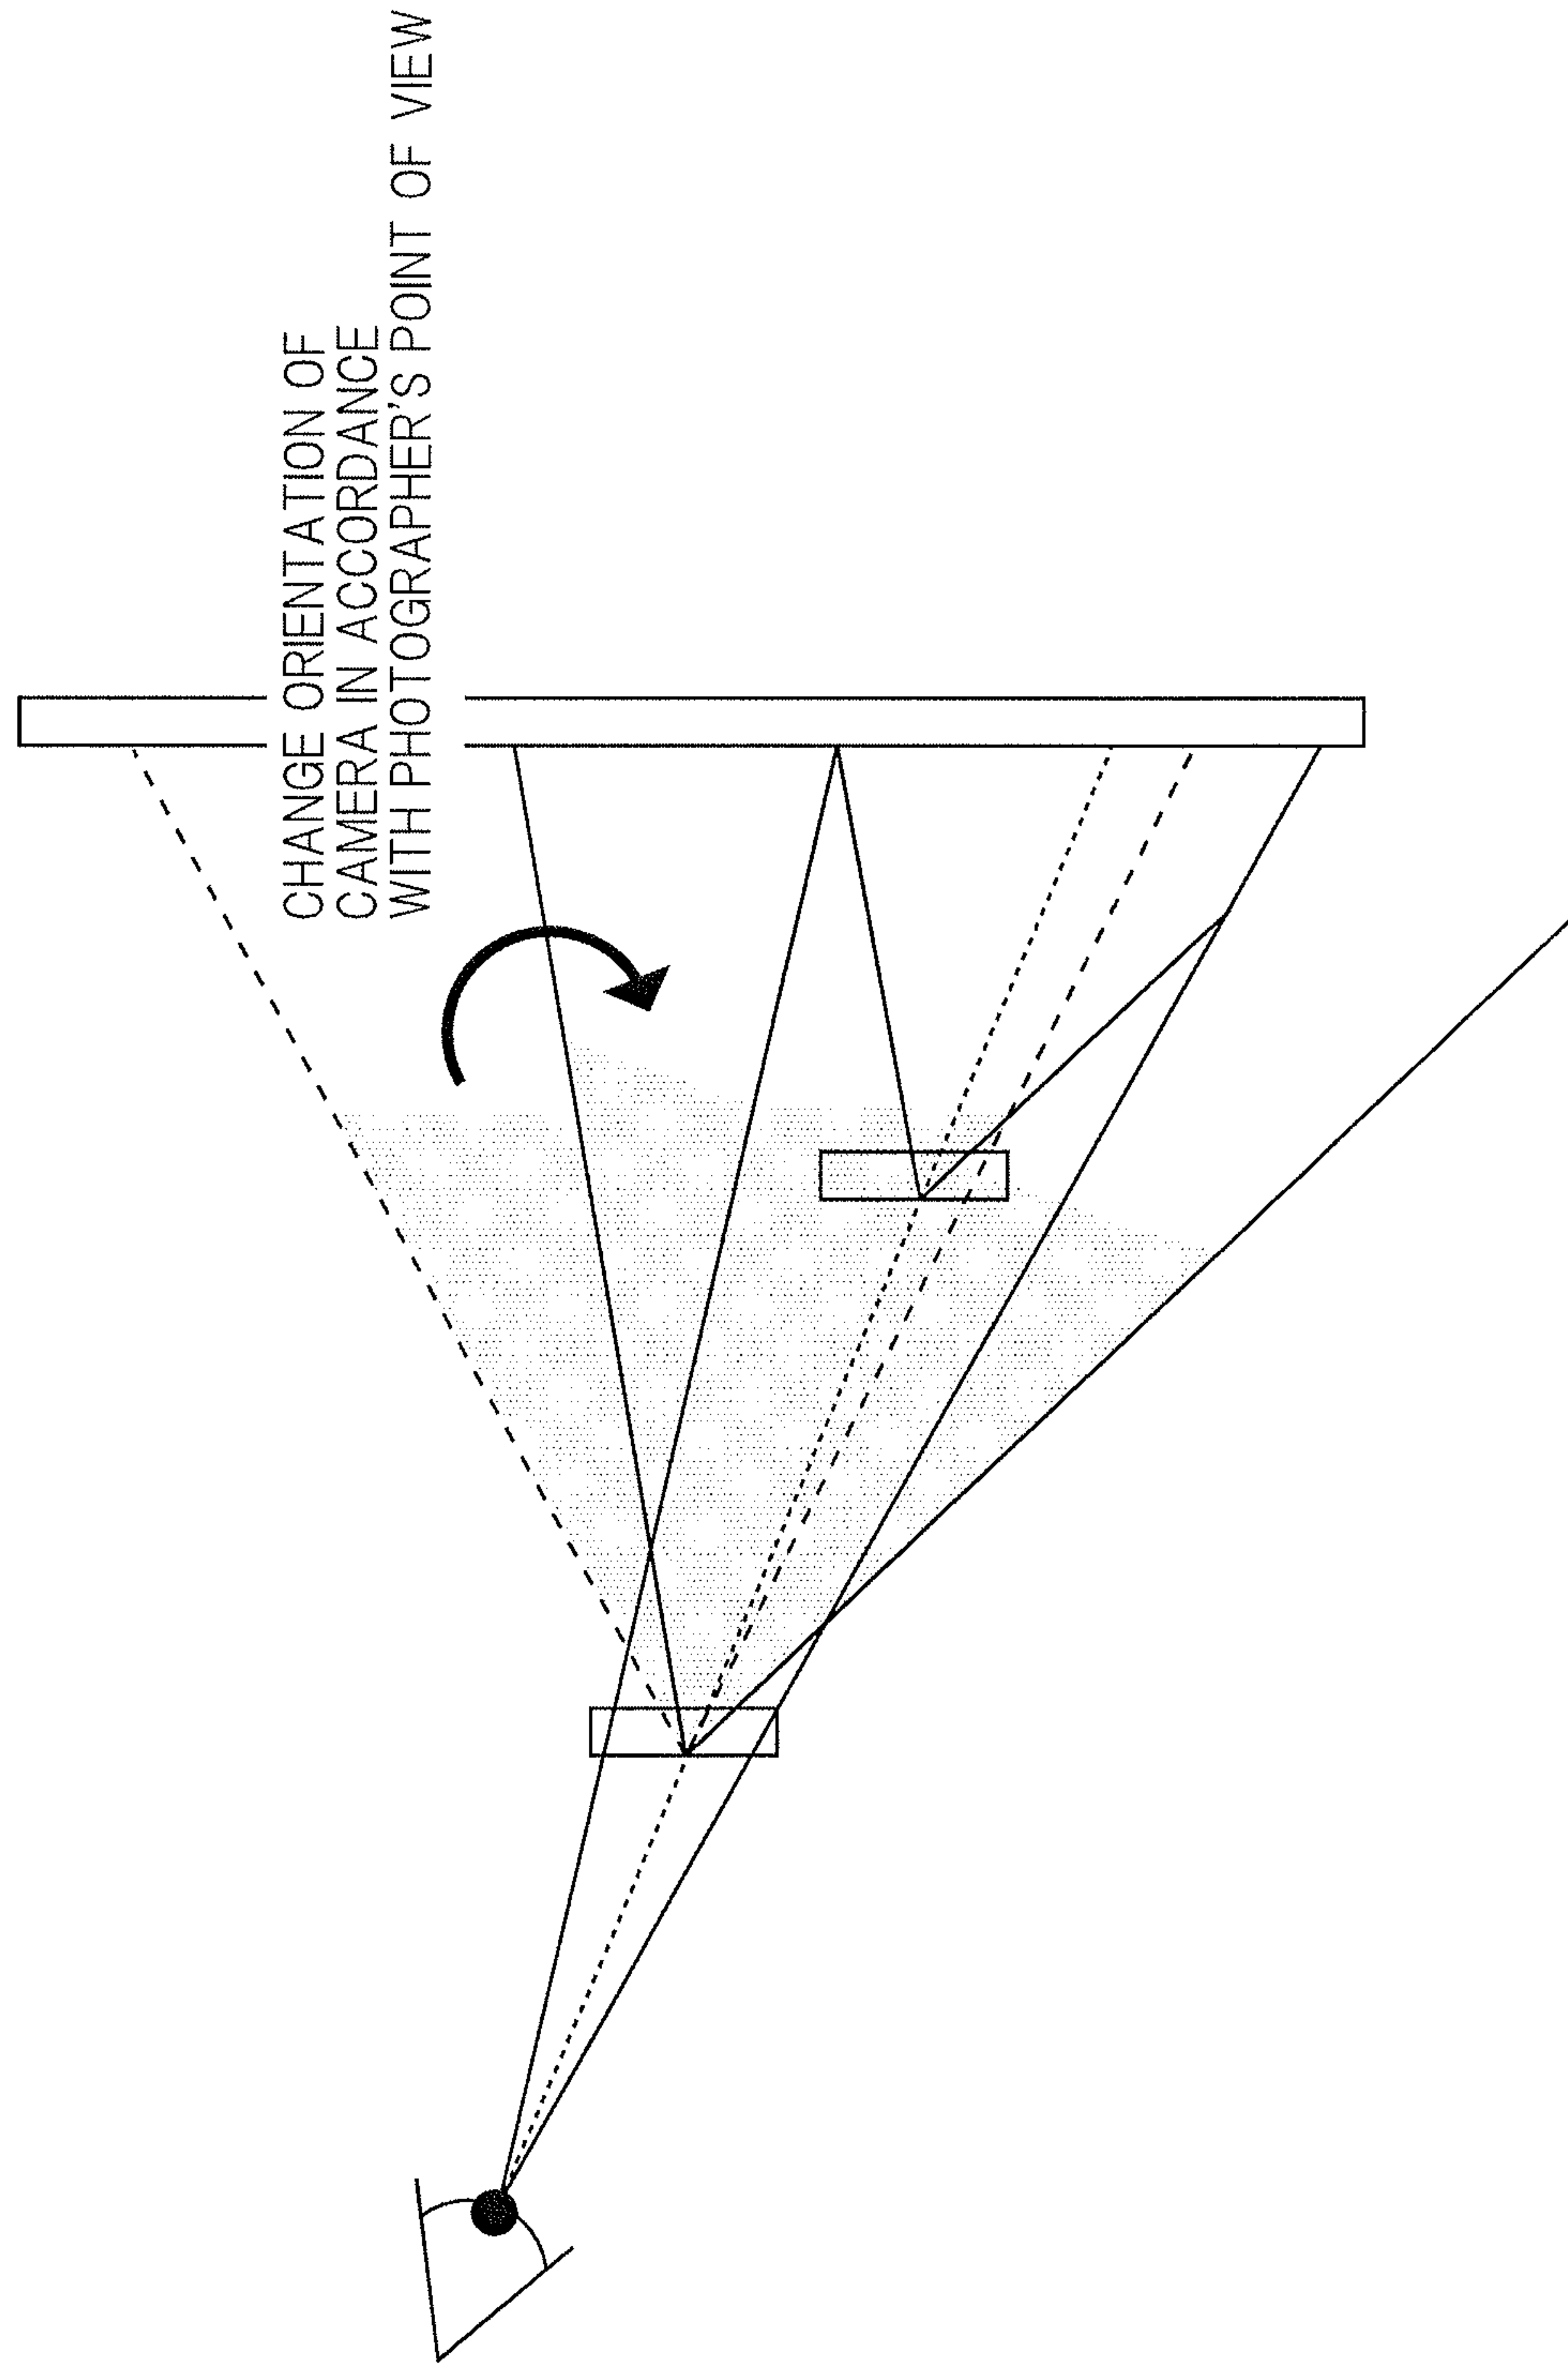 CHANGE ORIENTATION OF
CAMERA IN ACCORDANCE
WITH PHOTOGRAPHER'S POINT OF VIEW